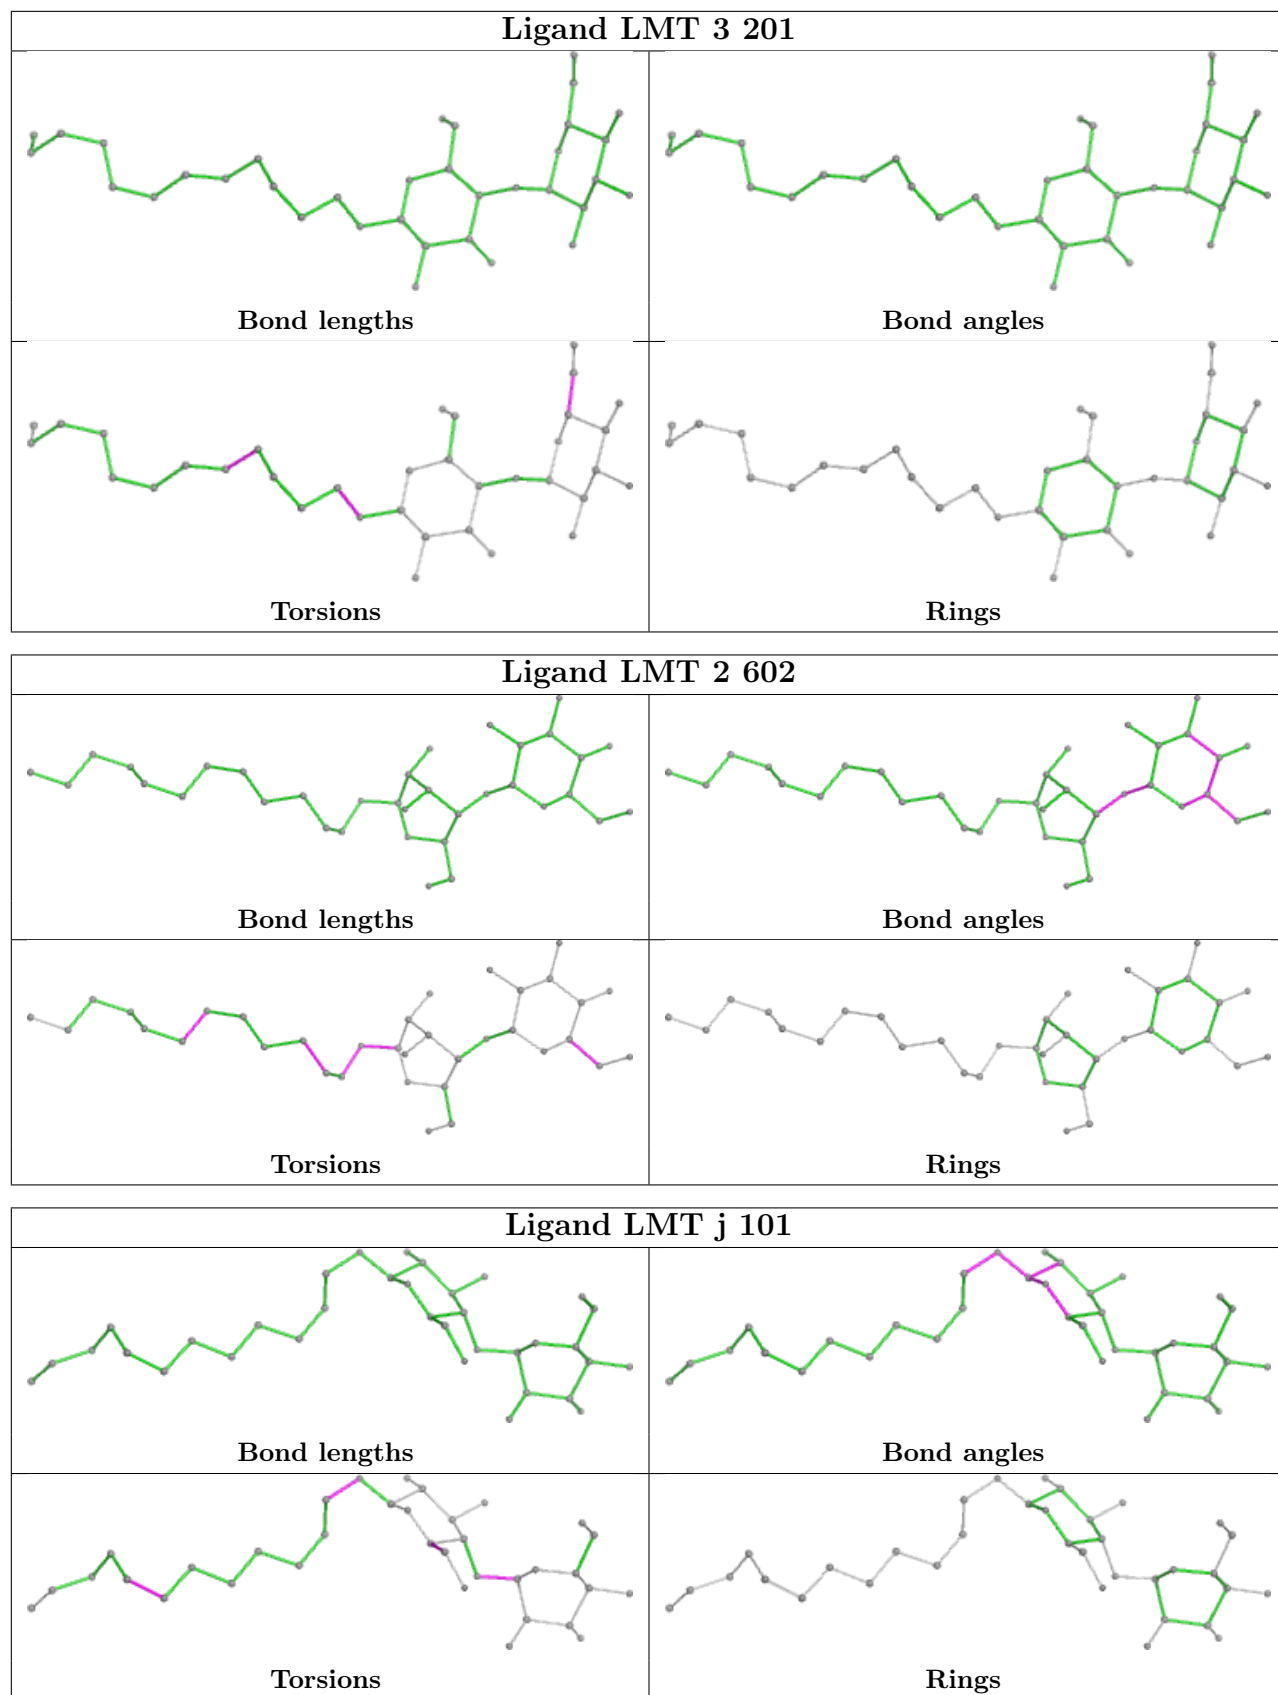 Ligand LMT 3 201
Bond lengths
Bond angles
Torsions
Rings
Ligand LMT 2 602
Bond lengths
Bond angles
Torsions
Rings
Ligand LMT j 101
Bond lengths
Bond angles
Torsions
Rings